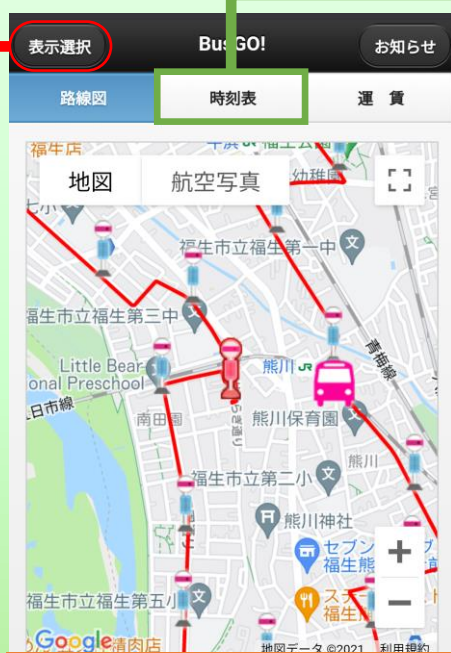 表示選択
BusGO!
お知らせ
路線図
時刻表
運 賃
福生店
地図
航空写真
幼稚園
福生市立福生第一中
福生市立福生第三中
Little Bear
onal Preschool
熊川
青梅線
日市線
南田園
熊川保育園
熊川
福生市立第二小
熊川神社
セブン
福生熊
福生市立福生第五小
Google
精肉店
地図データ ©2021
利用規約